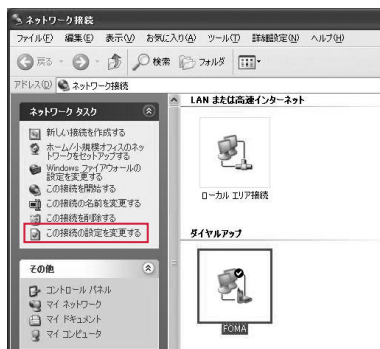 ネットワーク接続
ファイル(F) 編集(E) 表示(V) お気に入り(A) ツール(T) 詳細設定(N) ヘルプ(H)
戻る 検索 フォルダ
アドレス(D) ネットワーク接続
ネットワーク タスク
新しい接続を作成する
ホーム/小規模オフィスのネッ
トワークをセットアップする
Windows ファイアウォールの
設定を変更する
この接続を開始する
この接続の名前を変更する
この接続を削除する
この接続の設定を変更する
その他
コントロール パネル
マイ ネットワーク
マイ ドキュメント
マイ コンピュータ
LAN または高速インターネット
ローカル エリア接続
ダイヤルアップ
FOMA